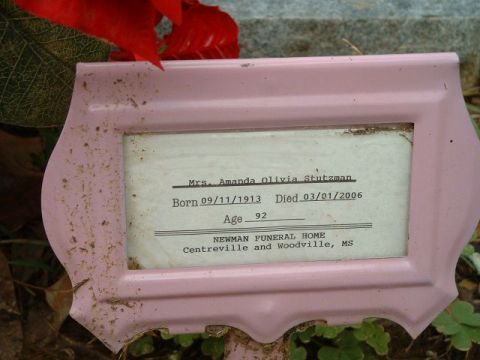 Mrs. Amanda Olivia Stutzman
Born 09/11/1913 Died 03/01/2006
Age 92
NEWMAN FUNERAL HOME
Centreville and Woodville, MS